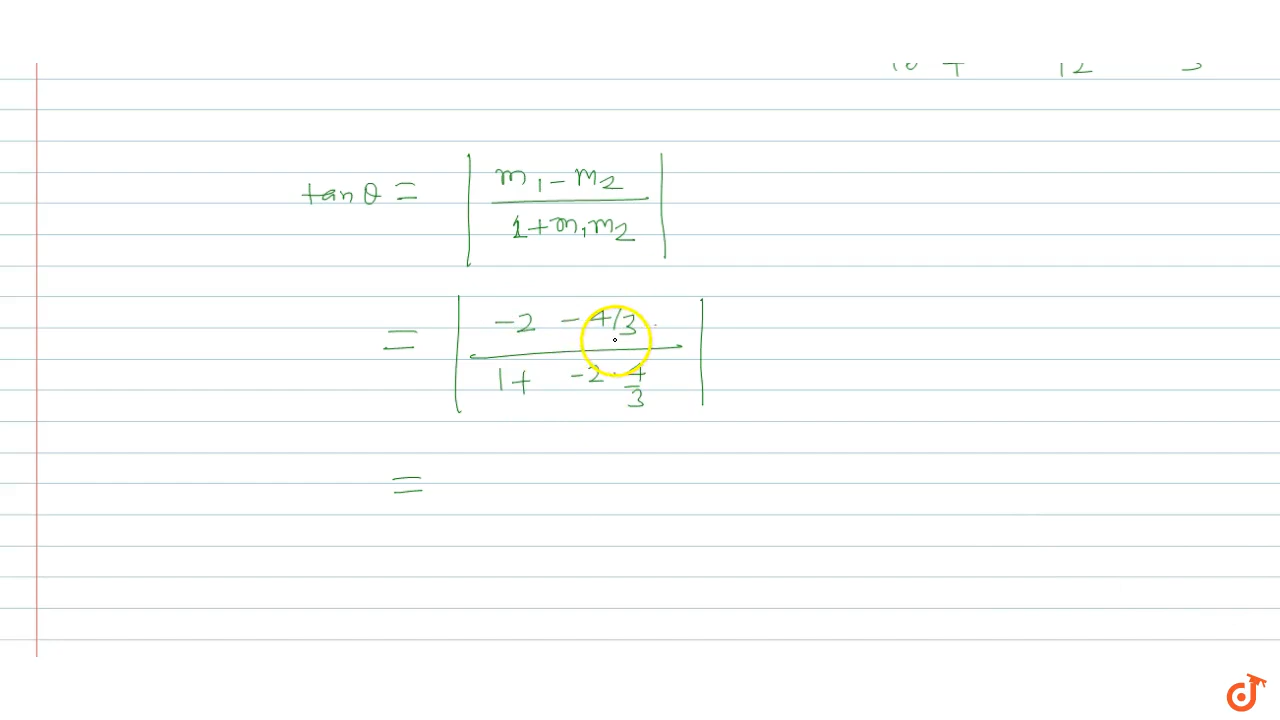 tan θ = | m₁ - m₂ / 1 + m₁m₂ |
= | -2 - 4/3 / 1 + -2 · 4/3 |
=